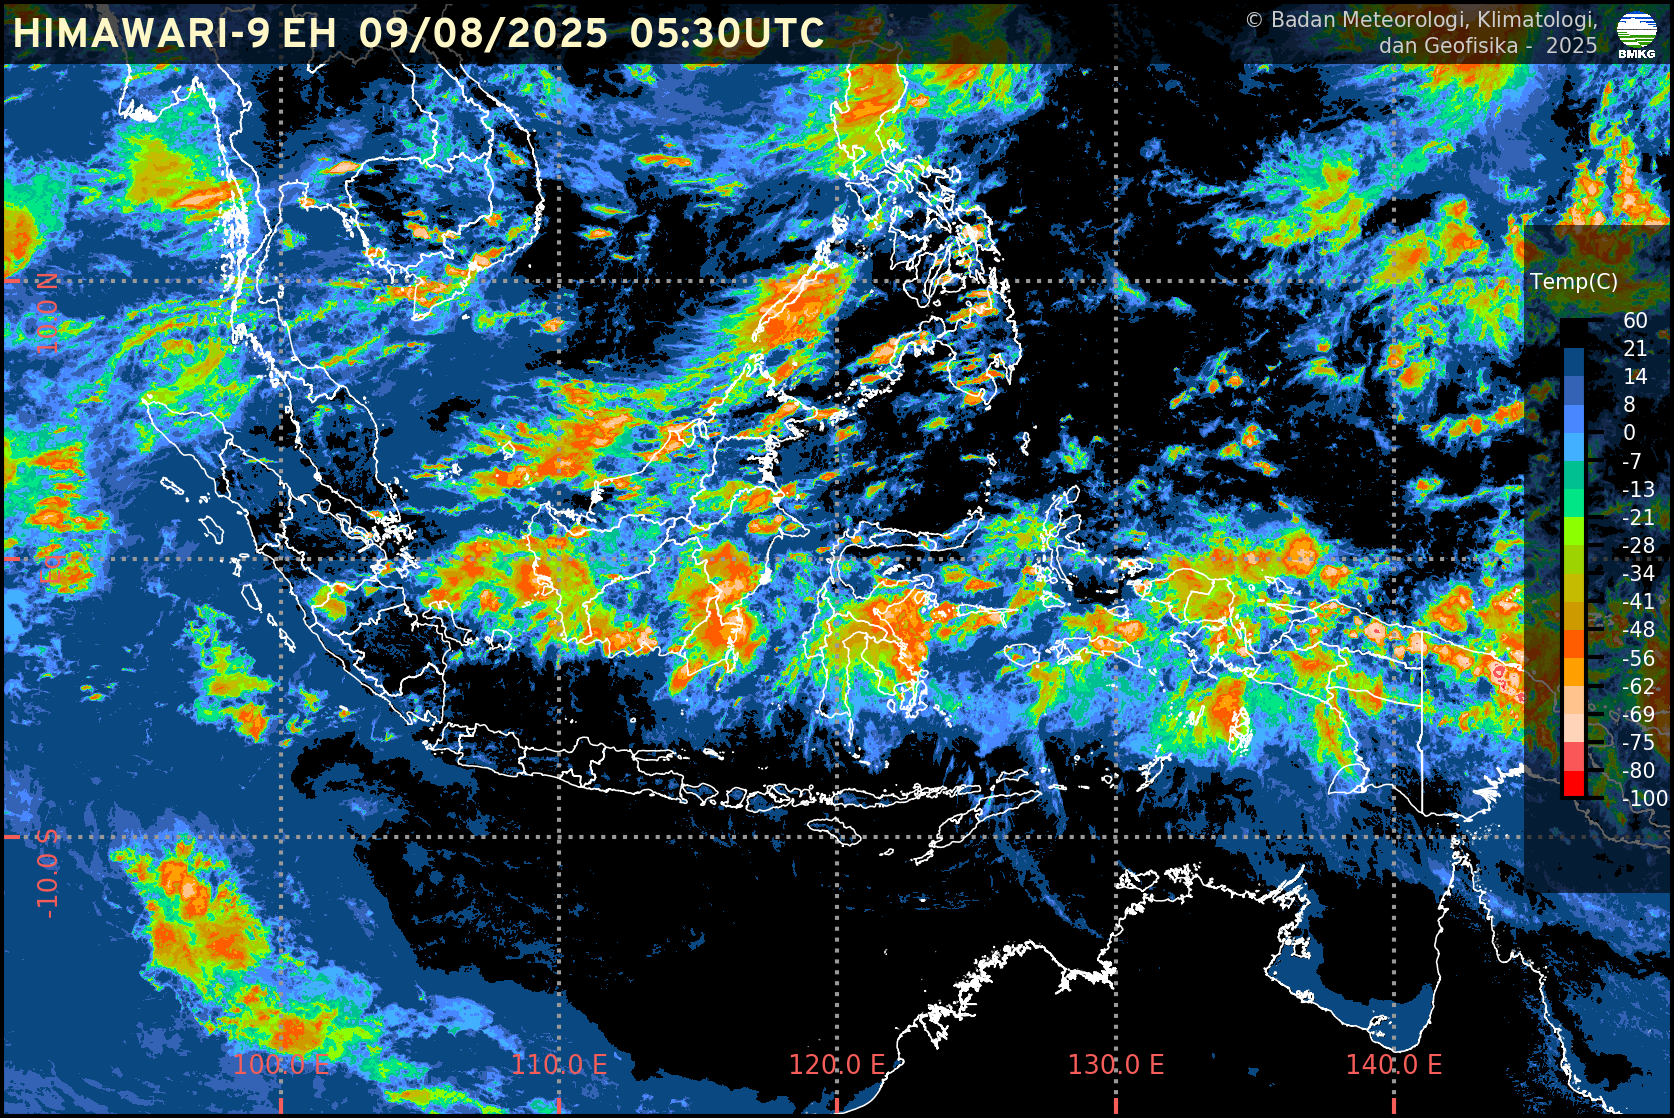 HIMAWARI-9 EH 09/08/2025 05:30UTC
© Badan Meteorologi, Klimatologi,
dan Geofisika - 2025
BMKG
10.0 N
Temp(C)
60
21
14
8
0
-7
-13
-21
-28
-34
-41
-48
-56
-62
-69
-75
-80
-100
-10.0 S
100.0 E
110.0 E
120.0 E
130.0 E
140.0 E